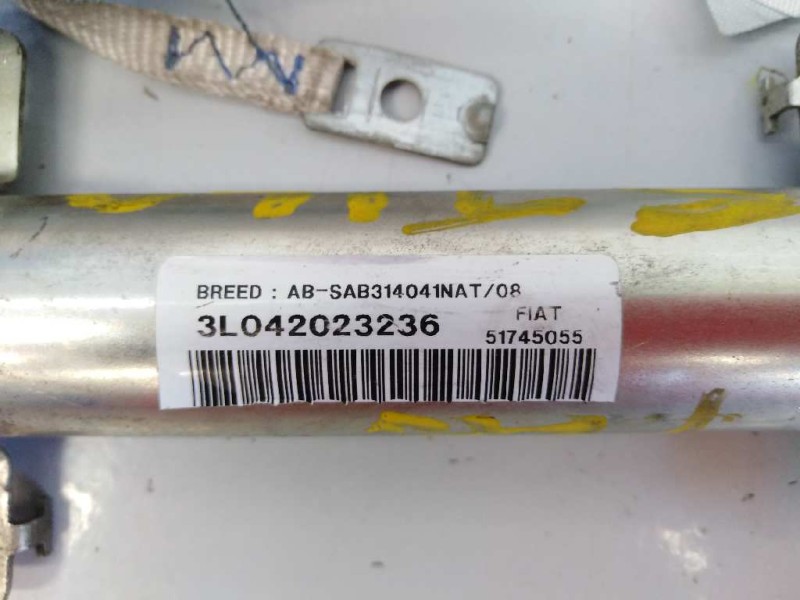 BREED : AB-SAB314041NAT/08
3L042023236
FIAT
51745055